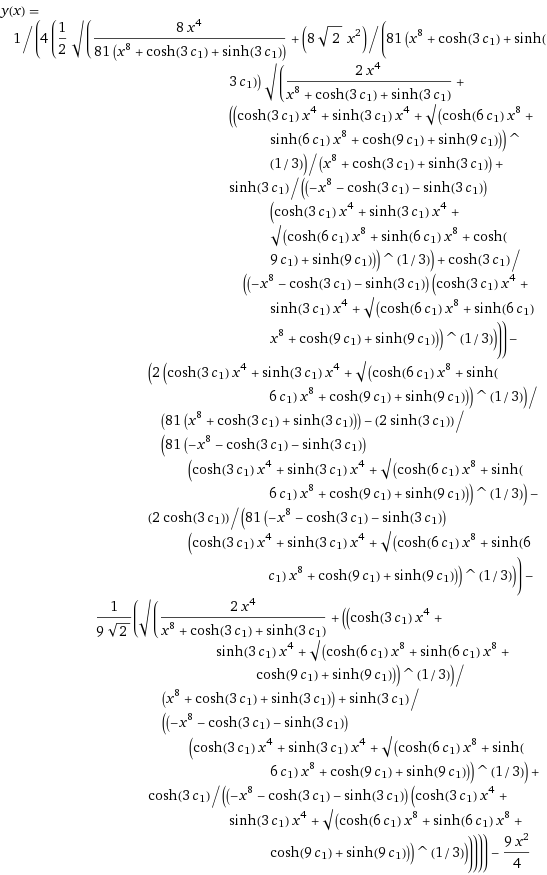 y(x) =
1 / (4 (1/2 √(8 x^4 / (81 (x^8 + cosh(3 c₁) + sinh(3 c₁))) + (8 √2 x^2) / (81 (x^8 + cosh(3 c₁) + sinh(
3 c₁)) √(2 x^4 / (x^8 + cosh(3 c₁) + sinh(3 c₁)) +
((cosh(3 c₁) x^4 + sinh(3 c₁) x^4 + √(cosh(6 c₁) x^8 +
sinh(6 c₁) x^8 + cosh(9 c₁) + sinh(9 c₁))) ^
(1/3)) / (x^8 + cosh(3 c₁) + sinh(3 c₁)) +
sinh(3 c₁) / ((-x^8 - cosh(3 c₁) - sinh(3 c₁))
(cosh(3 c₁) x^4 + sinh(3 c₁) x^4 +
√(cosh(6 c₁) x^8 + sinh(6 c₁) x^8 + cosh(
9 c₁) + sinh(9 c₁))) ^ (1/3)) + cosh(3 c₁) /
((-x^8 - cosh(3 c₁) - sinh(3 c₁)) (cosh(3 c₁) x^4 +
sinh(3 c₁) x^4 + √(cosh(6 c₁) x^8 + sinh(6 c₁)
x^8 + cosh(9 c₁) + sinh(9 c₁))) ^ (1/3)))) -
(2 (cosh(3 c₁) x^4 + sinh(3 c₁) x^4 + √(cosh(6 c₁) x^8 + sinh(
6 c₁) x^8 + cosh(9 c₁) + sinh(9 c₁))) ^ (1/3)) /
(81 (x^8 + cosh(3 c₁) + sinh(3 c₁))) - (2 sinh(3 c₁)) /
(81 (-x^8 - cosh(3 c₁) - sinh(3 c₁))
(cosh(3 c₁) x^4 + sinh(3 c₁) x^4 + √(cosh(6 c₁) x^8 + sinh(
6 c₁) x^8 + cosh(9 c₁) + sinh(9 c₁))) ^ (1/3)) -
(2 cosh(3 c₁)) / (81 (-x^8 - cosh(3 c₁) - sinh(3 c₁))
(cosh(3 c₁) x^4 + sinh(3 c₁) x^4 + √(cosh(6 c₁) x^8 + sinh(6
c₁) x^8 + cosh(9 c₁) + sinh(9 c₁))) ^ (1/3))) -
1/(9 √2) (√(2 x^4 / (x^8 + cosh(3 c₁) + sinh(3 c₁)) + ((cosh(3 c₁) x^4 +
sinh(3 c₁) x^4 + √(cosh(6 c₁) x^8 + sinh(6 c₁) x^8 +
cosh(9 c₁) + sinh(9 c₁))) ^ (1/3)) /
(x^8 + cosh(3 c₁) + sinh(3 c₁)) + sinh(3 c₁) /
((-x^8 - cosh(3 c₁) - sinh(3 c₁))
(cosh(3 c₁) x^4 + sinh(3 c₁) x^4 + √(cosh(6 c₁) x^8 + sinh(
6 c₁) x^8 + cosh(9 c₁) + sinh(9 c₁))) ^ (1/3)) +
cosh(3 c₁) / ((-x^8 - cosh(3 c₁) - sinh(3 c₁)) (cosh(3 c₁) x^4 +
sinh(3 c₁) x^4 + √(cosh(6 c₁) x^8 + sinh(6 c₁) x^8 +
cosh(9 c₁) + sinh(9 c₁))) ^ (1/3)))))) - 9 x^2 / 4